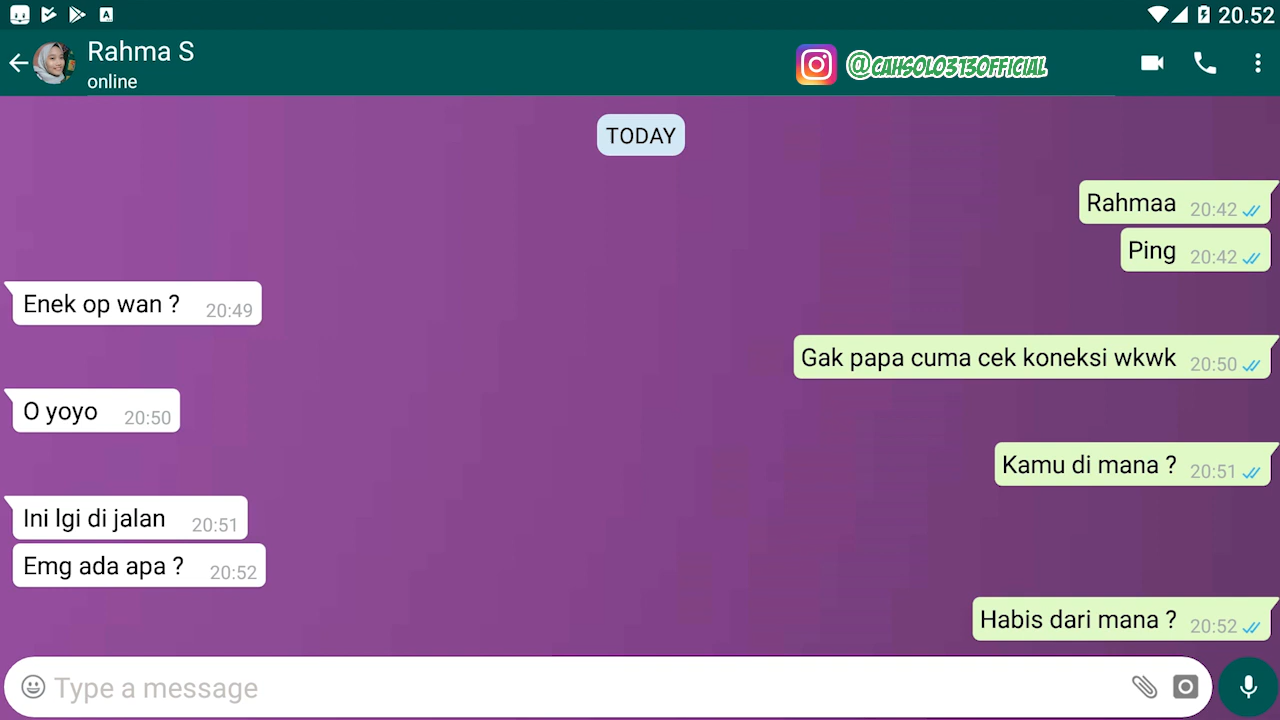 20.52
Rahma S
online
@CAHSOLO313OFFICIAL
TODAY
Rahmaa 20:42
Ping 20:42
Enek op wan ? 20:49
Gak papa cuma cek koneksi wkwk 20:50
O yoyo 20:50
Kamu di mana ? 20:51
Ini lgi di jalan 20:51
Emg ada apa ? 20:52
Habis dari mana ? 20:52
Type a message